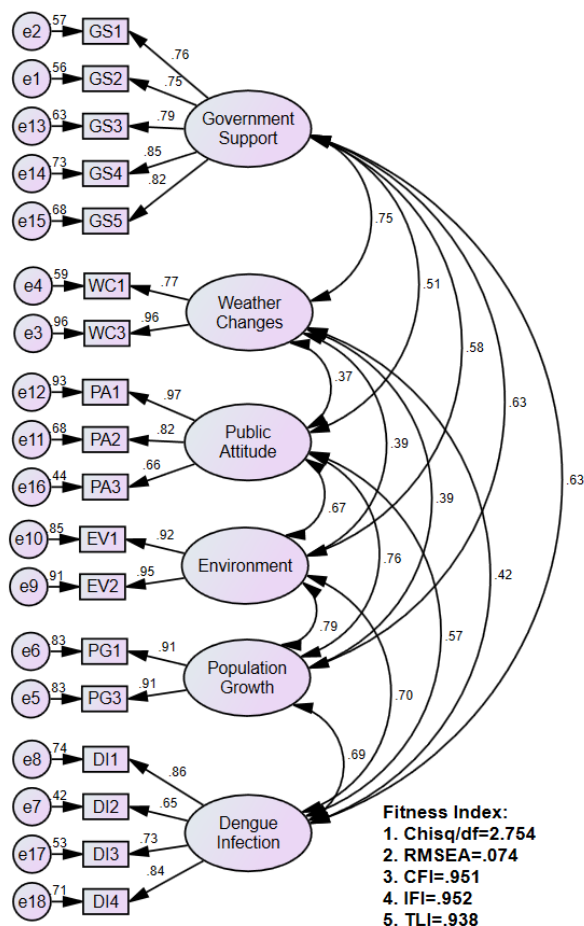 e2 .57 GS1 .76
e1 .56 GS2 .75
e13 .63 GS3 .79
e14 .73 GS4 .85
e15 .68 GS5 .82
Government
Support
.75
.51
.58
.63
.63
e4 .59 WC1 .77
e3 .96 WC3 .96
Weather
Changes
.37
.39
.39
.42
e12 .93 PA1 .97
e11 .68 PA2 .82
e16 .44 PA3 .66
Public
Attitude
.67
.76
.57
e10 .85 EV1 .92
e9 .91 EV2 .95
Environment
.79
.70
e6 .83 PG1 .91
e5 .83 PG3 .91
Population
Growth
.69
e8 .74 DI1 .86
e7 .42 DI2 .65
e17 .53 DI3 .73
e18 .71 DI4 .84
Dengue
Infection
Fitness Index:
1. Chisq/df=2.754
2. RMSEA=.074
3. CFI=.951
4. IFI=.952
5. TLI=.938